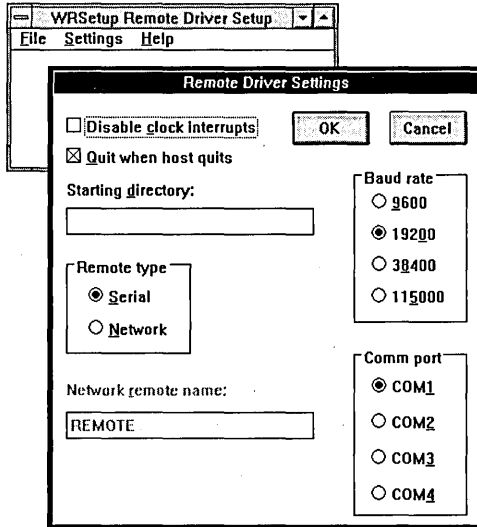 WRSetup Remote Driver Setup
File Settings Help
Remote Driver Settings
Disable clock Interrupts
OK
Cancel
Quit when host quits
Starting directory:
Baud rate
9600
19200
38400
115000
Remote type
Serial
Network
Network remote name:
REMOTE
Comm port
COM1
COM2
COM3
COM4